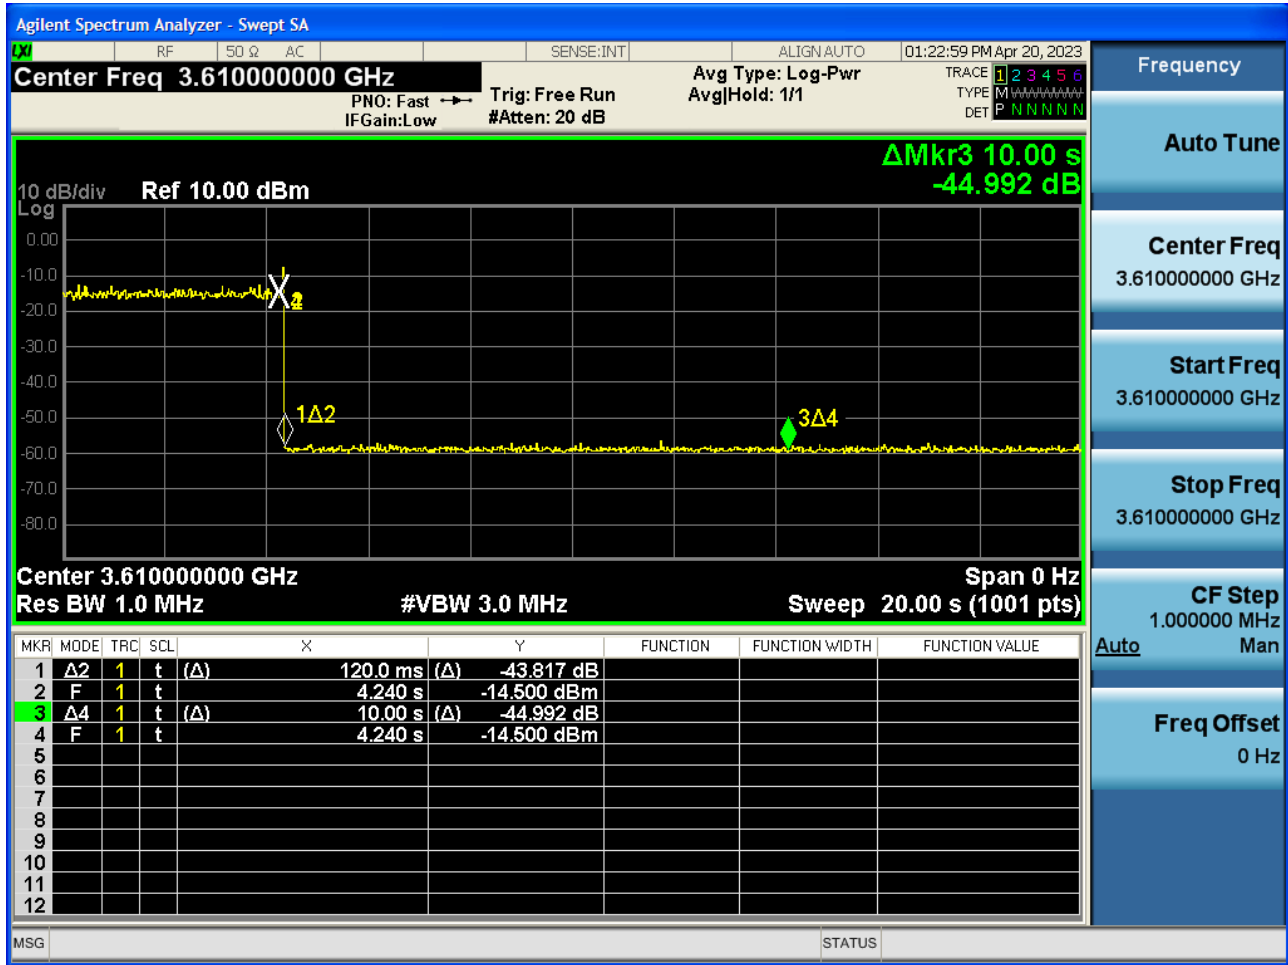 Agilent Spectrum Analyzer - Swept SA
LXI RF 50 Ω AC SENSE:INT ALIGN AUTO 01:22:59 PM Apr 20, 2023
Center Freq 3.610000000 GHz
PNO: Fast
IFGain:Low
Trig: Free Run
#Atten: 20 dB
Avg Type: Log-Pwr
Avg|Hold: 1/1
TRACE 1 2 3 4 5 6
TYPE M
DET P N N N N N
ΔMkr3 10.00 s
-44.992 dB
10 dB/div Ref 10.00 dBm
Log
0.00
-10.0
-20.0
-30.0
-40.0
-50.0
-60.0
-70.0
-80.0
1Δ2
3Δ4
Center 3.610000000 GHz Span 0 Hz
Res BW 1.0 MHz #VBW 3.0 MHz Sweep 20.00 s (1001 pts)
MKR MODE TRC SCL X Y FUNCTION FUNCTION WIDTH FUNCTION VALUE
1 Δ2 1 t (Δ) 120.0 ms (Δ) -43.817 dB
2 F 1 t 4.240 s -14.500 dBm
3 Δ4 1 t (Δ) 10.00 s (Δ) -44.992 dB
4 F 1 t 4.240 s -14.500 dBm
5
6
7
8
9
10
11
12
MSG STATUS
Frequency
Auto Tune
Center Freq
3.610000000 GHz
Start Freq
3.610000000 GHz
Stop Freq
3.610000000 GHz
CF Step
1.000000 MHz
Auto Man
Freq Offset
0 Hz